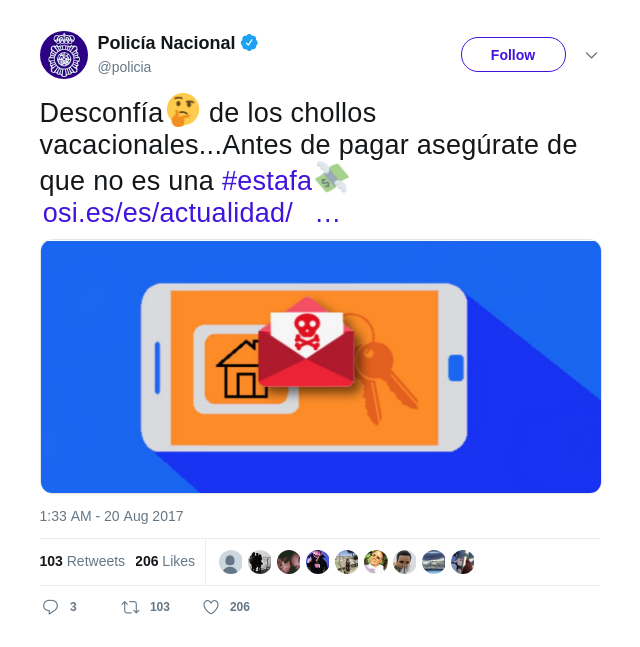 Policía Nacional
@policia
Follow
Desconfía🤔 de los chollos
vacacionales...Antes de pagar asegúrate de
que no es una #estafa💸
osi.es/es/actualidad/ …
1:33 AM - 20 Aug 2017
103 Retweets 206 Likes
3 103 206